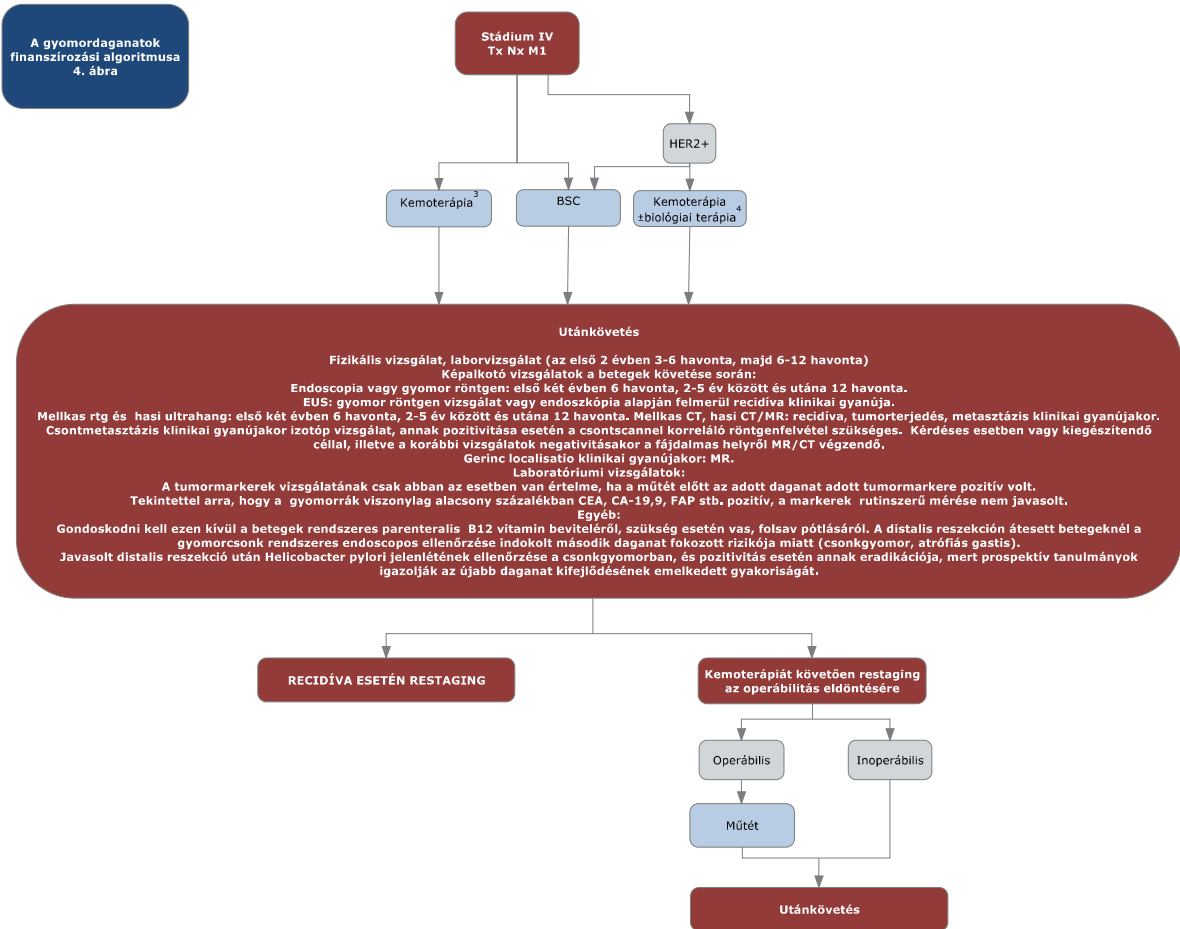 A gyomordaganatok
finanszírozási algoritmusa
4. ábra
Stádium IV
Tx Nx M1
HER2+
Kemoterápia 3
BSC
Kemoterápia
±biológiai terápia 4
Utánkövetés
Fizikális vizsgálat, laborvizsgálat (az első 2 évben 3-6 havonta, majd 6-12 havonta)
Képalkotó vizsgálatok a betegek követése során:
Endoscopia vagy gyomor röntgen: első két évben 6 havonta, 2-5 év között és utána 12 havonta.
EUS: gyomor röntgen vizsgálat vagy endoszkópia alapján felmerül recidíva klinikai gyanúja.
Mellkas rtg és hasi ultrahang: első két évben 6 havonta, 2-5 év között és utána 12 havonta. Mellkas CT, hasi CT/MR: recidíva, tumorterjedés, metasztázis klinikai gyanújakor.
Csontmetasztázis klinikai gyanújakor izotóp vizsgálat, annak pozitivitása esetén a csontscannel korreláló röntgenfelvétel szükséges. Kérdéses esetben vagy kiegészítendő
céllal, illetve a korábbi vizsgálatok negativitásakor a fájdalmas helyről MR/CT végzendő.
Gerinc localisatio klinikai gyanújakor: MR.
Laboratóriumi vizsgálatok:
A tumormarkerek vizsgálatának csak abban az esetben van értelme, ha a műtét előtt az adott daganat adott tumormarkere pozitív volt.
Tekintettel arra, hogy a gyomorrák viszonylag alacsony százalékban CEA, CA-19,9, FAP stb. pozitív, a markerek rutinszerű mérése nem javasolt.
Egyéb:
Gondoskodni kell ezen kívül a betegek rendszeres parenteralis B12 vitamin beviteléről, szükség esetén vas, folsav pótlásáról. A distalis reszekción átesett betegeknél a
gyomorcsonk rendszeres endoscopos ellenőrzése indokolt második daganat fokozott rizikója miatt (csonkgyomor, atrófiás gastis).
Javasolt distalis reszekció után Helicobacter pylori jelenlétének ellenőrzése a csonkgyomorban, és pozitivitás esetén annak eradikációja, mert prospektív tanulmányok
igazolják az újabb daganat kifejlődésének emelkedett gyakoriságát.
RECIDÍVA ESETÉN RESTAGING
Kemoterápiát követően restaging
az operábilitás eldöntésére
Operábilis
Inoperábilis
Műtét
Utánkövetés